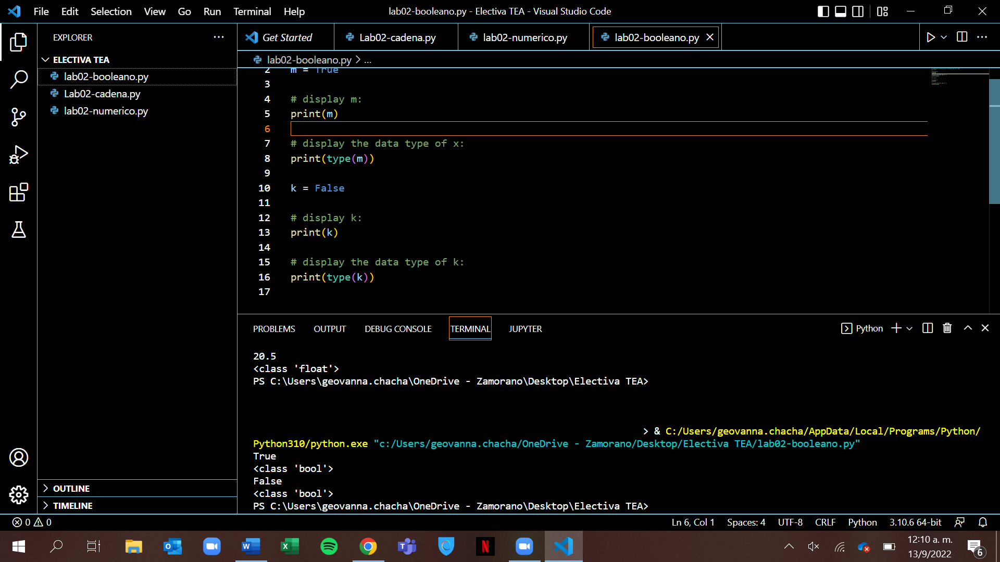 File Edit Selection View Go Run Terminal Help
lab02-booleano.py - Electiva TEA - Visual Studio Code
EXPLORER
ELECTIVA TEA
lab02-booleano.py
Lab02-cadena.py
lab02-numerico.py
OUTLINE
TIMELINE
Get Started
Lab02-cadena.py
lab02-numerico.py
lab02-booleano.py
lab02-booleano.py > ...
2 m = True
3
4 # display m:
5 print(m)
6
7 # display the data type of x:
8 print(type(m))
9
10 k = False
11
12 # display k:
13 print(k)
14
15 # display the data type of k:
16 print(type(k))
17
PROBLEMS OUTPUT DEBUG CONSOLE TERMINAL JUPYTER
Python
20.5
<class 'float'>
PS C:\Users\geovanna.chacha\OneDrive - Zamorano\Desktop\Electiva TEA>
> & C:/Users/geovanna.chacha/AppData/Local/Programs/Python/
Python310/python.exe "c:/Users/geovanna.chacha/OneDrive - Zamorano/Desktop/Electiva TEA/lab02-booleano.py"
True
<class 'bool'>
False
<class 'bool'>
PS C:\Users\geovanna.chacha\OneDrive - Zamorano\Desktop\Electiva TEA>
0 0
Ln 6, Col 1 Spaces: 4 UTF-8 CRLF Python 3.10.6 64-bit
12:10 a. m.
13/9/2022
6